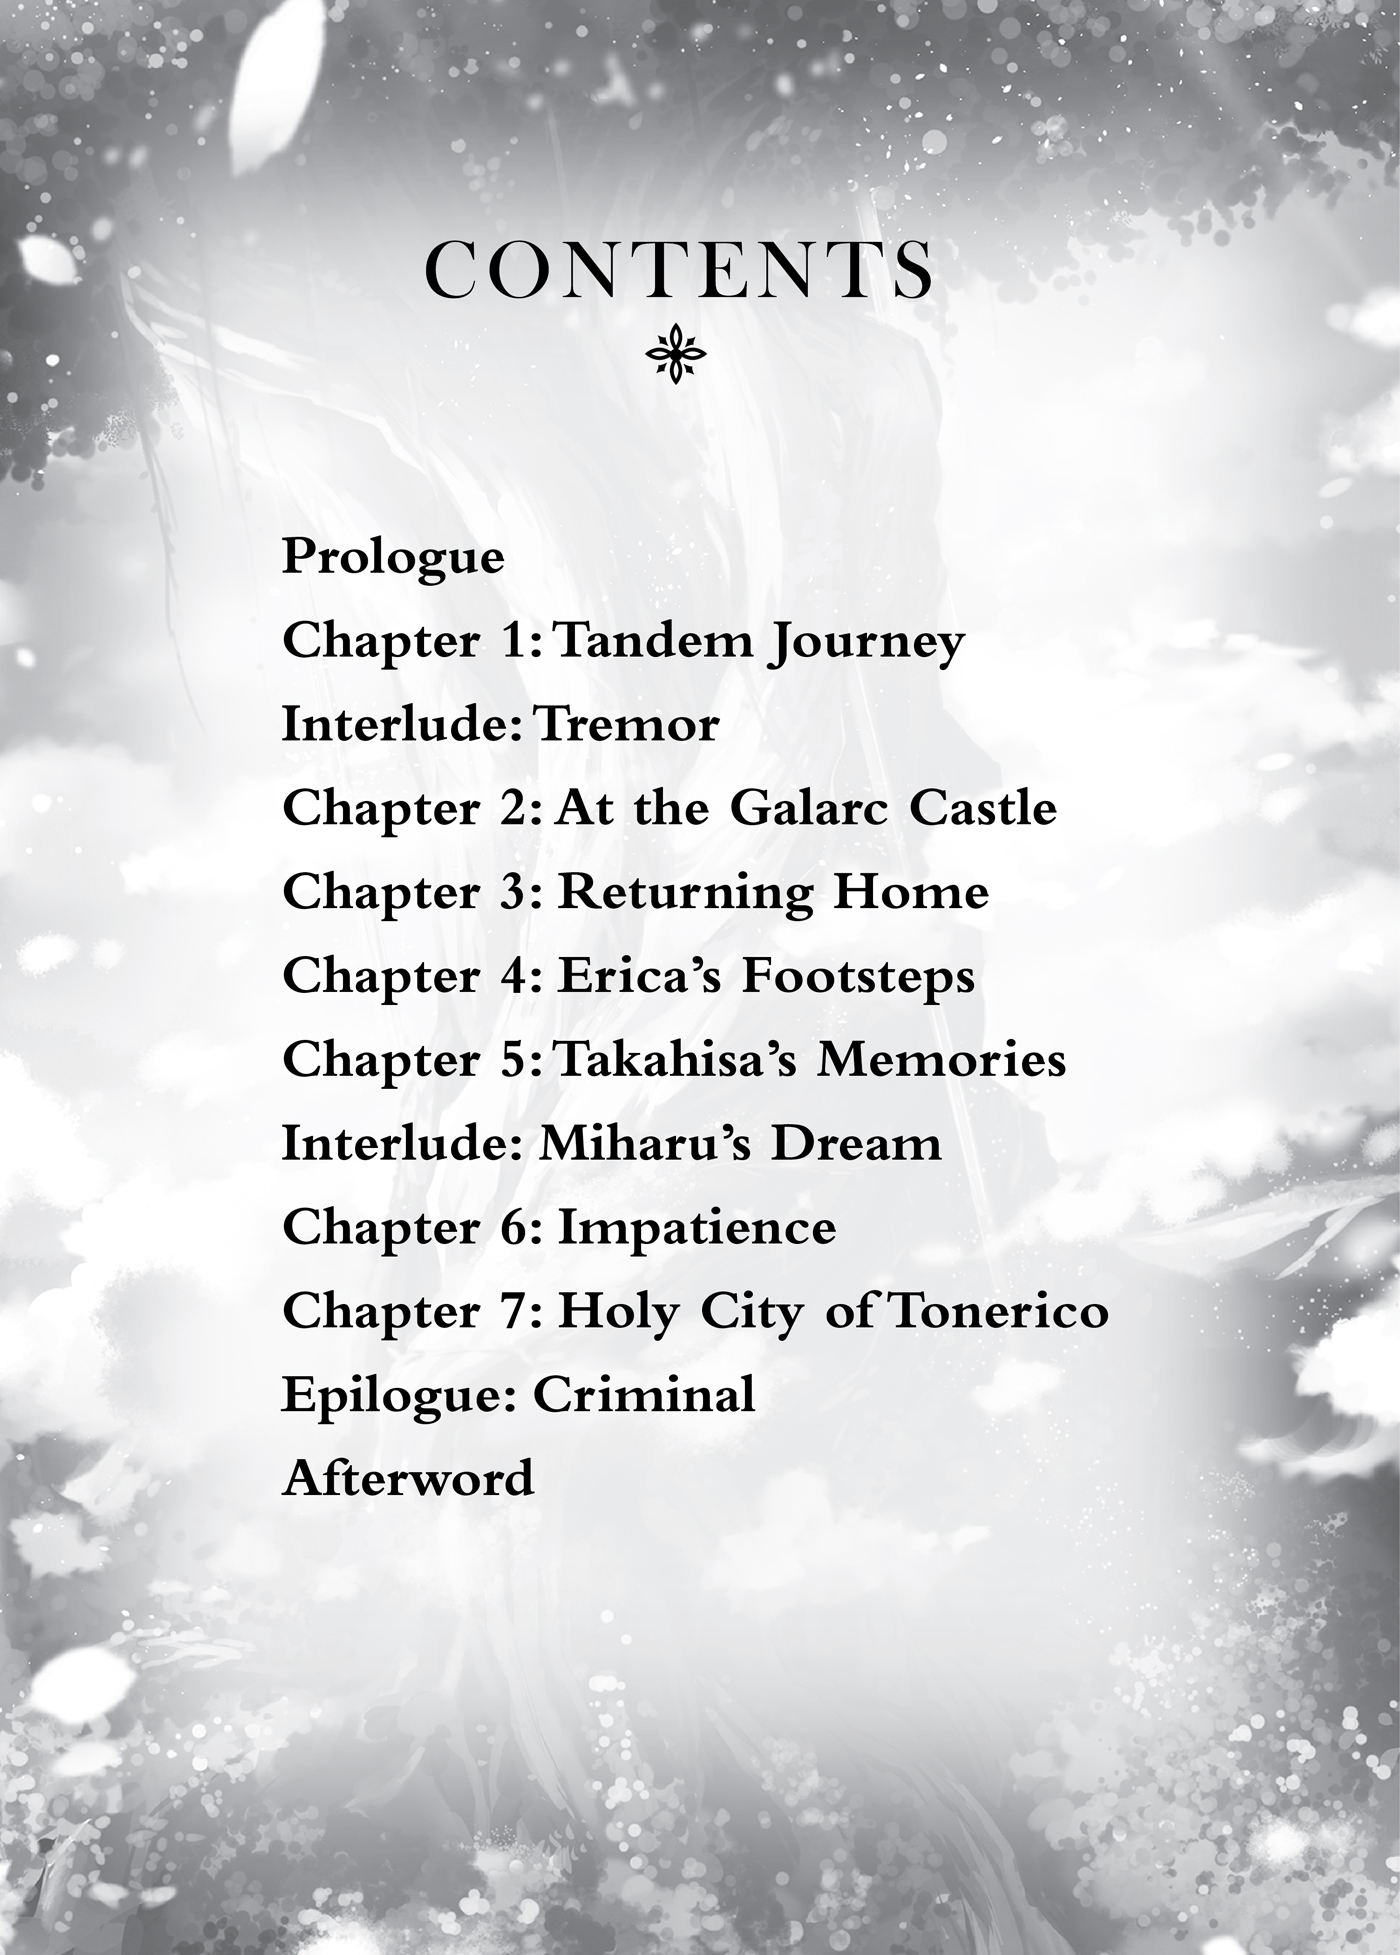 CONTENTS
Prologue
Chapter 1: Tandem Journey
Interlude: Tremor
Chapter 2: At the Galarc Castle
Chapter 3: Returning Home
Chapter 4: Erica’s Footsteps
Chapter 5: Takahisa’s Memories
Interlude: Miharu’s Dream
Chapter 6: Impatience
Chapter 7: Holy City of Tonerico
Epilogue: Criminal
Afterword